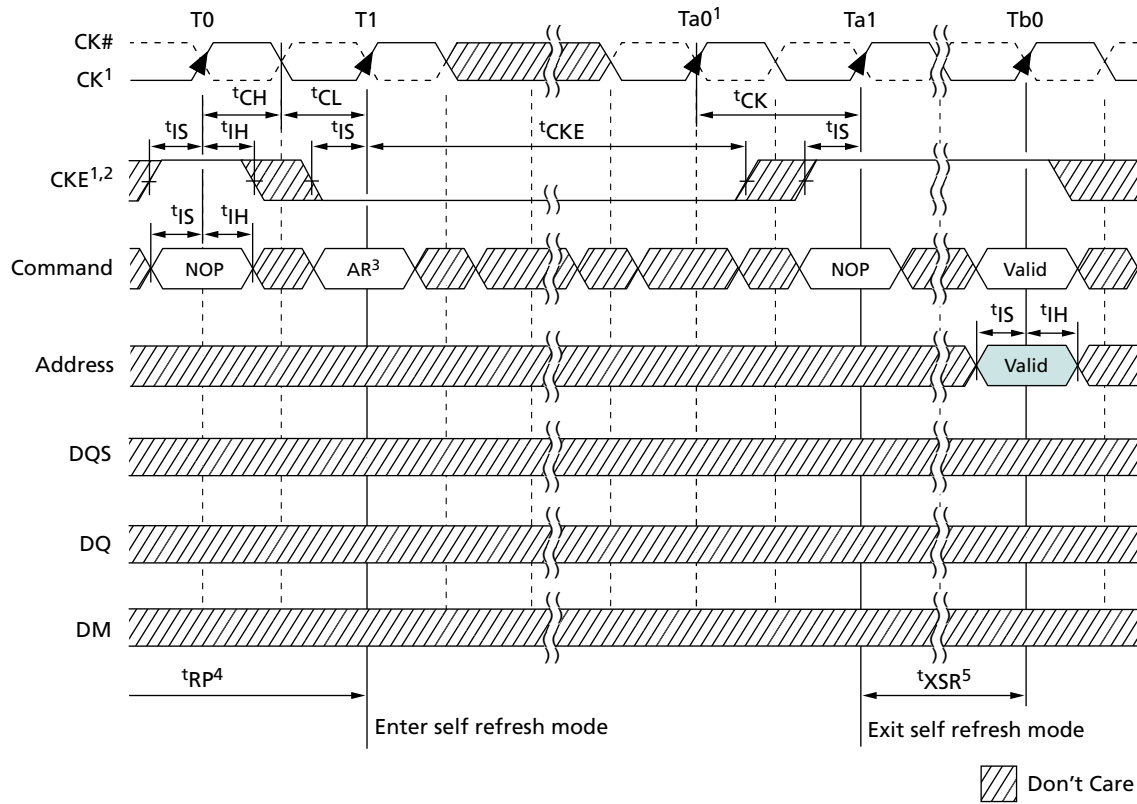 T0 T1 Ta0¹ Ta1 Tb0
CK#
CK¹
ᵗCH ᵗCL ᵗCK
ᵗIS ᵗIH ᵗIS ᵗCKE ᵗIS
CKE¹,²
ᵗIS ᵗIH
Command NOP AR³ NOP Valid
ᵗIS ᵗIH
Address Valid
DQS
DQ
DM
ᵗRP⁴ ᵗXSR⁵
Enter self refresh mode Exit self refresh mode
Don't Care